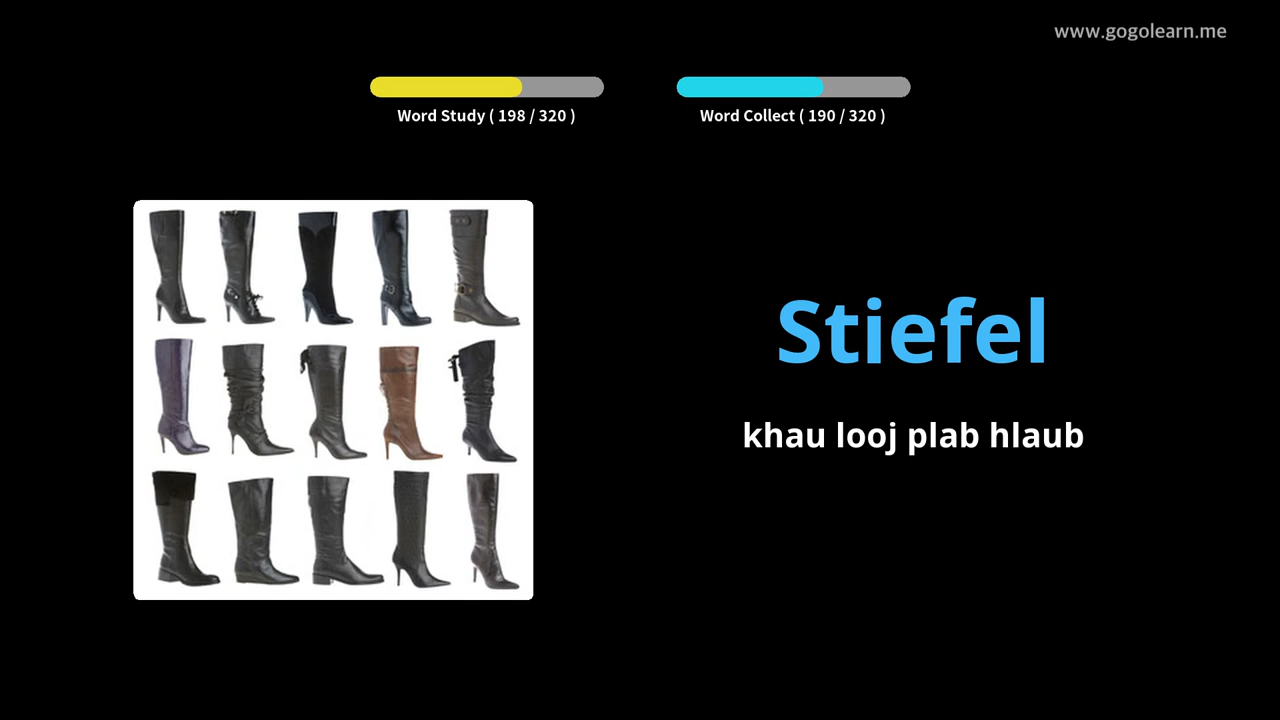 www.gogolearn.me
Word Study ( 198 / 320 )
Word Collect ( 190 / 320 )
Stiefel
khau looj plab hlaub